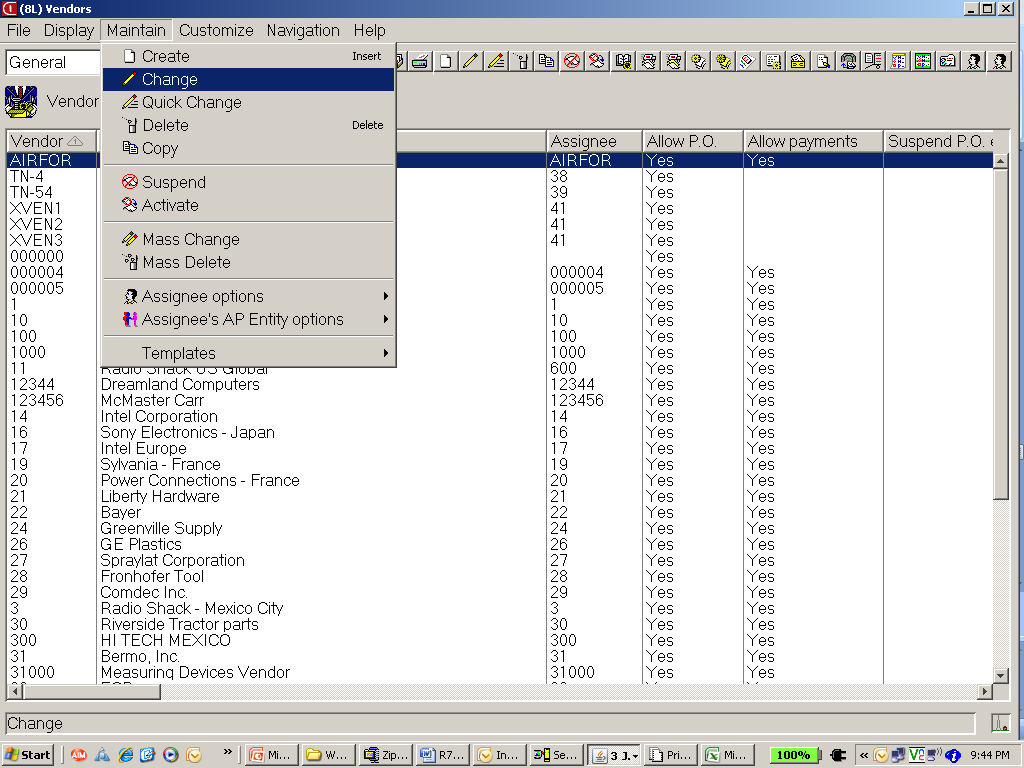 (8L) Vendors
File Display Maintain Customize Navigation Help
General
Create Insert
Change
Quick Change
Delete Delete
Copy
Suspend
Activate
Mass Change
Mass Delete
Assignee options
Assignee's AP Entity options
Templates
Vendor
Vendor Assignee Allow P.O. Allow payments Suspend P.O. e
AIRFOR AIRFOR Yes Yes
TN-4 38 Yes
TN-54 39 Yes
XVEN1 41 Yes
XVEN2 41 Yes
XVEN3 41 Yes
000000 Yes
000004 000004 Yes Yes
000005 000005 Yes Yes
1 1 Yes Yes
10 10 Yes Yes
100 100 Yes Yes
1000 1000 Yes Yes
11 Radio Shack US Global 600 Yes Yes
12344 Dreamland Computers 12344 Yes Yes
123456 McMaster Carr 123456 Yes Yes
14 Intel Corporation 14 Yes Yes
16 Sony Electronics - Japan 16 Yes Yes
17 Intel Europe 17 Yes Yes
19 Sylvania - France 19 Yes Yes
20 Power Connections - France 20 Yes Yes
21 Liberty Hardware 21 Yes Yes
22 Bayer 22 Yes Yes
24 Greenville Supply 24 Yes Yes
26 GE Plastics 26 Yes Yes
27 Spraylat Corporation 27 Yes Yes
28 Fronhofer Tool 28 Yes Yes
29 Comdec Inc. 29 Yes Yes
3 Radio Shack - Mexico City 3 Yes Yes
30 Riverside Tractor parts 30 Yes Yes
300 HI TECH MEXICO 300 Yes Yes
31 Bermo, Inc. 31 Yes Yes
31000 Measuring Devices Vendor 31000 Yes Yes
Change
Start » Mi... W... Zip... R7... In... Se... 3 J... Pri... Mi... 100% « 9:44 PM